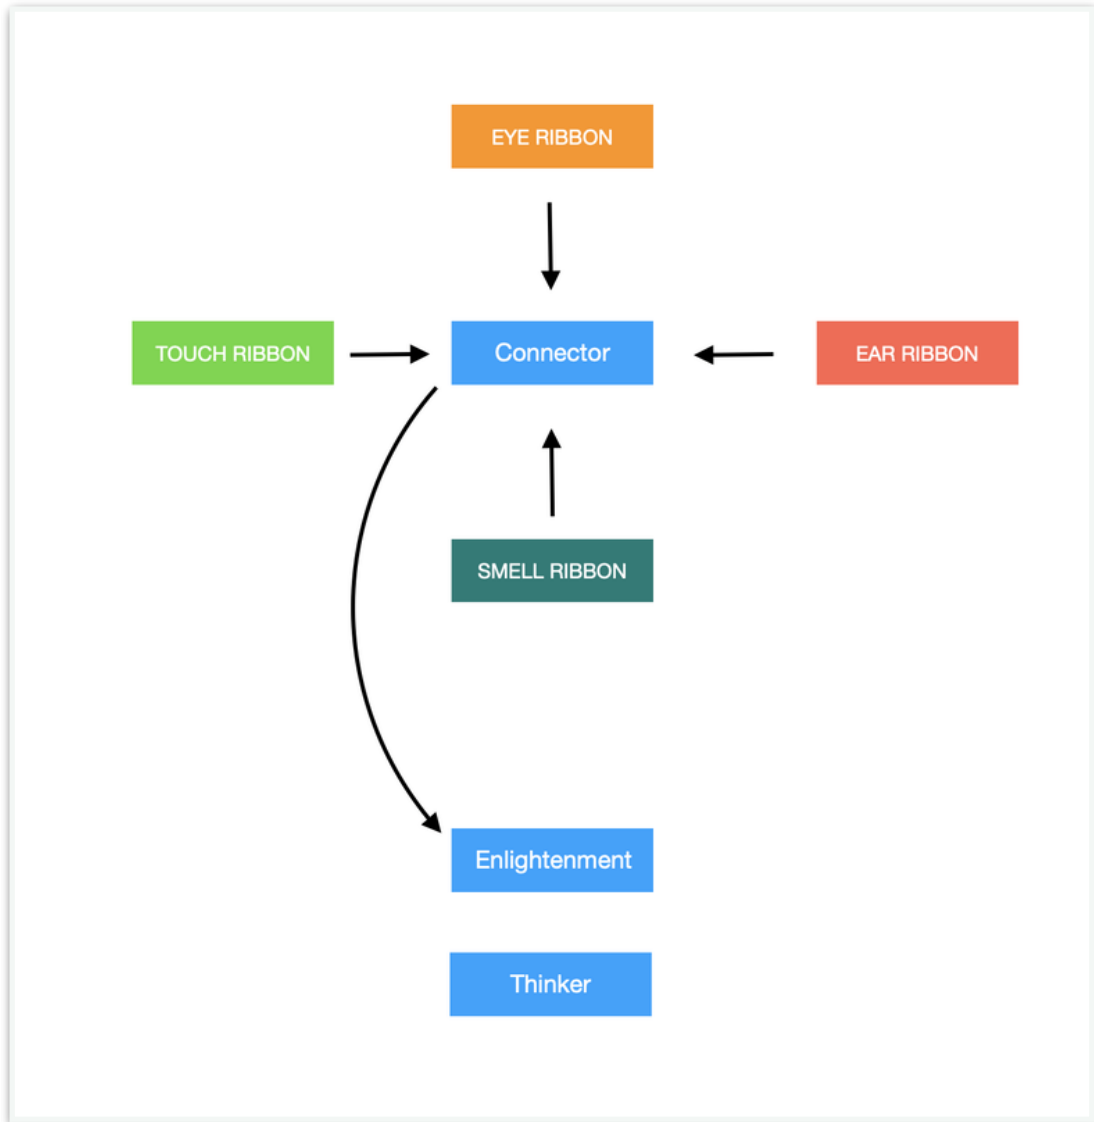 EYE RIBBON
TOUCH RIBBON
Connector
EAR RIBBON
SMELL RIBBON
Enlightenment
Thinker